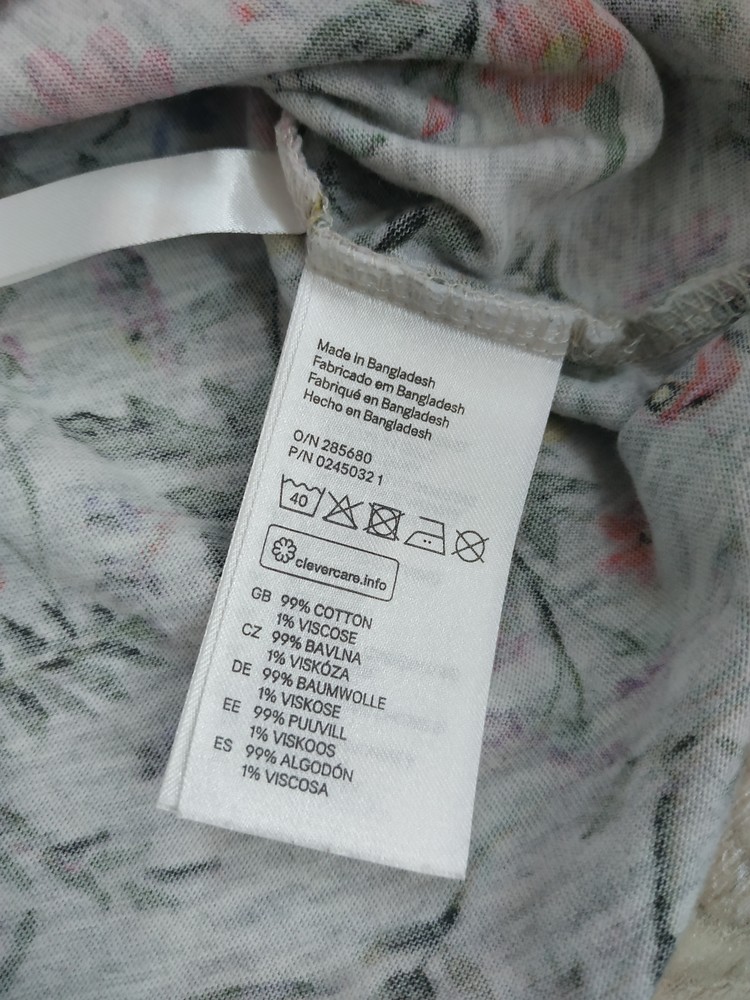 Made in Bangladesh
Fabricado em Bangladesh
Fabriqué en Bangladesh
Hecho en Bangladesh
O/N 285680
P/N 0245032 1
40
clevercare.info
GB 99% COTTON
1% VISCOSE
CZ 99% BAVLNA
1% VISKÓZA
DE 99% BAUMWOLLE
1% VISKOSE
EE 99% PUUVILL
1% VISKOOS
ES 99% ALGODÓN
1% VISCOSA